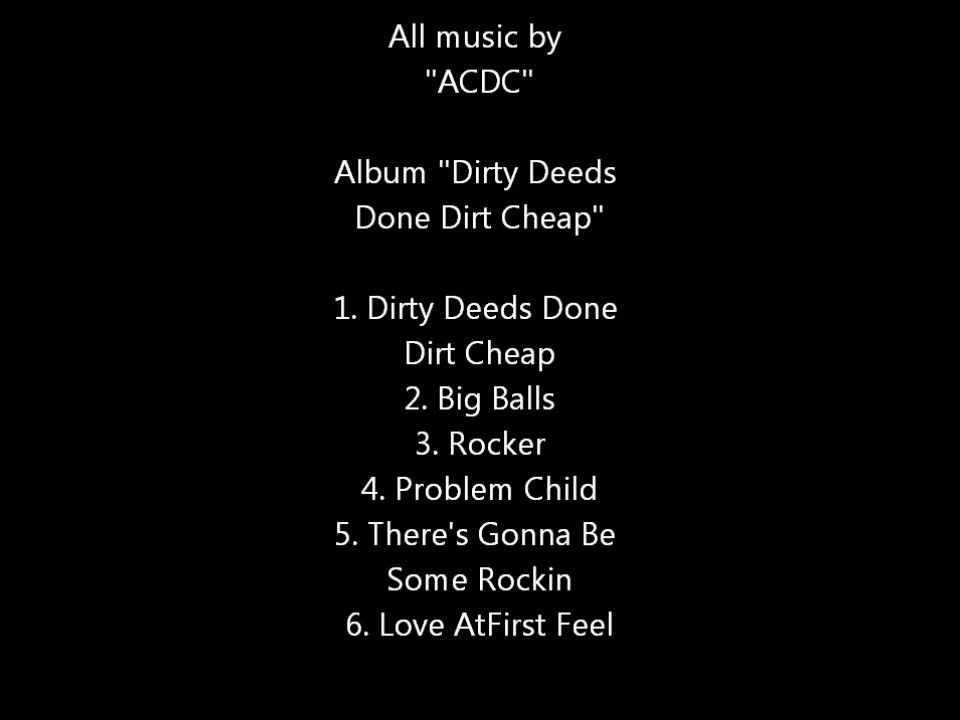 All music by
"ACDC"
Album "Dirty Deeds
Done Dirt Cheap"
1. Dirty Deeds Done
Dirt Cheap
2. Big Balls
3. Rocker
4. Problem Child
5. There's Gonna Be
Some Rockin
6. Love AtFirst Feel